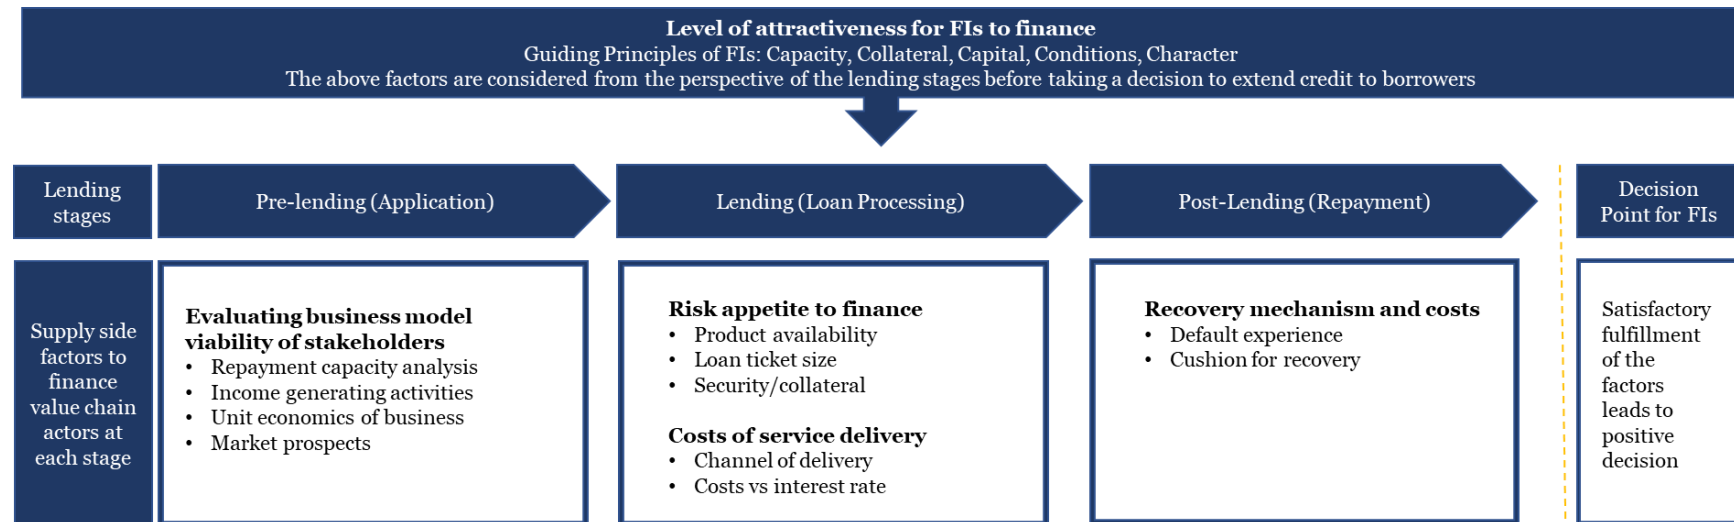 Level of attractiveness for FIs to finance
Guiding Principles of FIs: Capacity, Collateral, Capital, Conditions, Character
The above factors are considered from the perspective of the lending stages before taking a decision to extend credit to borrowers
Lending
stages
Pre-lending (Application)
Lending (Loan Processing)
Post-Lending (Repayment)
Decision
Point for FIs
Supply side
factors to
finance
value chain
actors at
each stage
Evaluating business model
viability of stakeholders
• Repayment capacity analysis
• Income generating activities
• Unit economics of business
• Market prospects
Risk appetite to finance
• Product availability
• Loan ticket size
• Security/collateral
Costs of service delivery
• Channel of delivery
• Costs vs interest rate
Recovery mechanism and costs
• Default experience
• Cushion for recovery
Satisfactory
fulfillment
of the
factors
leads to
positive
decision